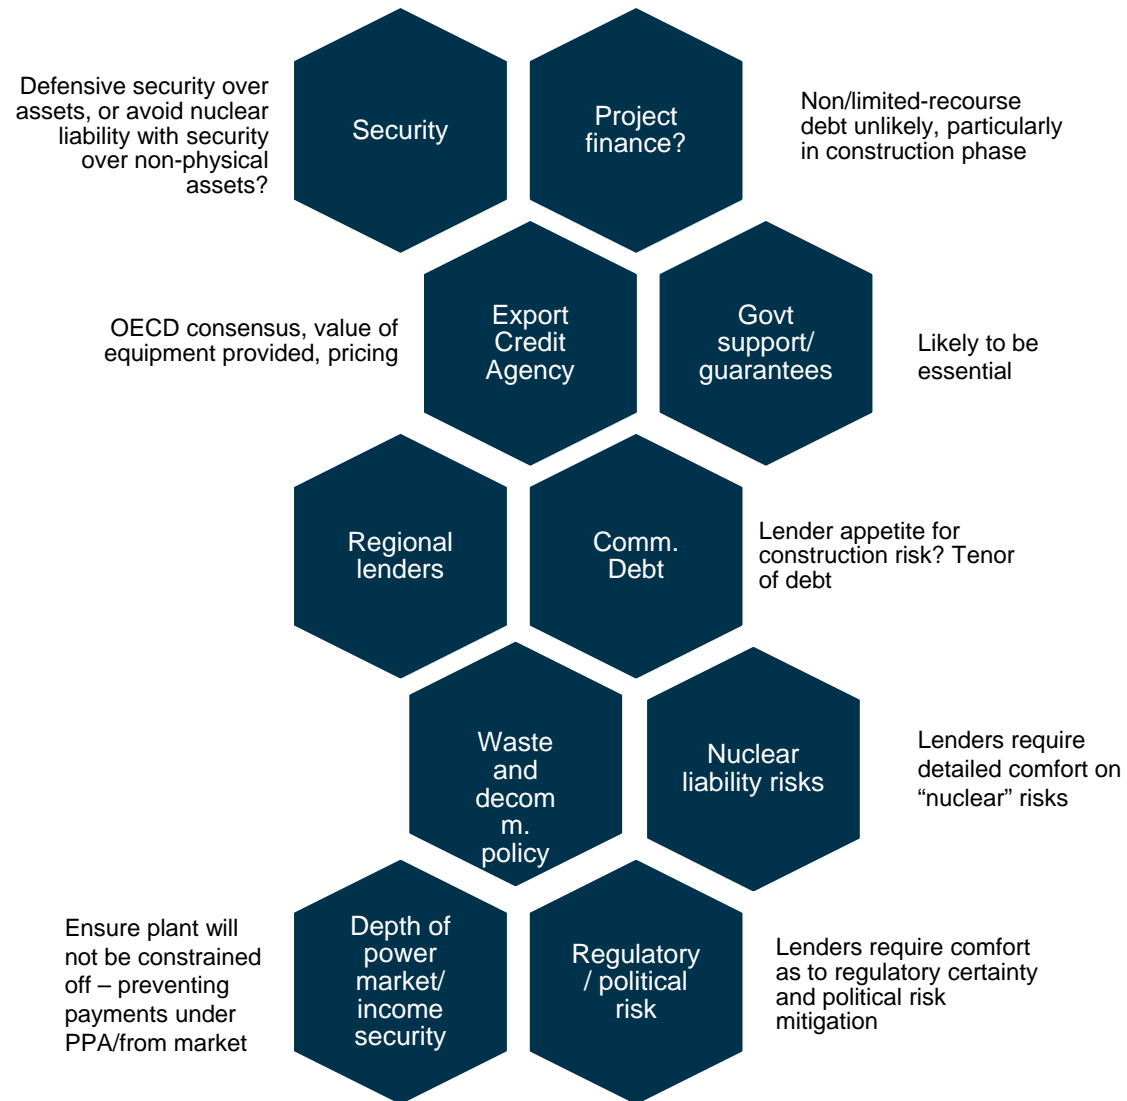 Defensive security over
assets, or avoid nuclear
liability with security
over non-physical
assets?
Security
Project
finance?
Non/limited-recourse
debt unlikely, particularly
in construction phase
OECD consensus, value of
equipment provided, pricing
Export
Credit
Agency
Govt
support/
guarantees
Likely to be
essential
Regional
lenders
Comm.
Debt
Lender appetite for
construction risk? Tenor
of debt
Waste
and
decom
m.
policy
Nuclear
liability risks
Lenders require
detailed comfort on
“nuclear” risks
Ensure plant will
not be constrained
off – preventing
payments under
PPA/from market
Depth of
power
market/
income
security
Regulatory
/ political
risk
Lenders require comfort
as to regulatory certainty
and political risk
mitigation